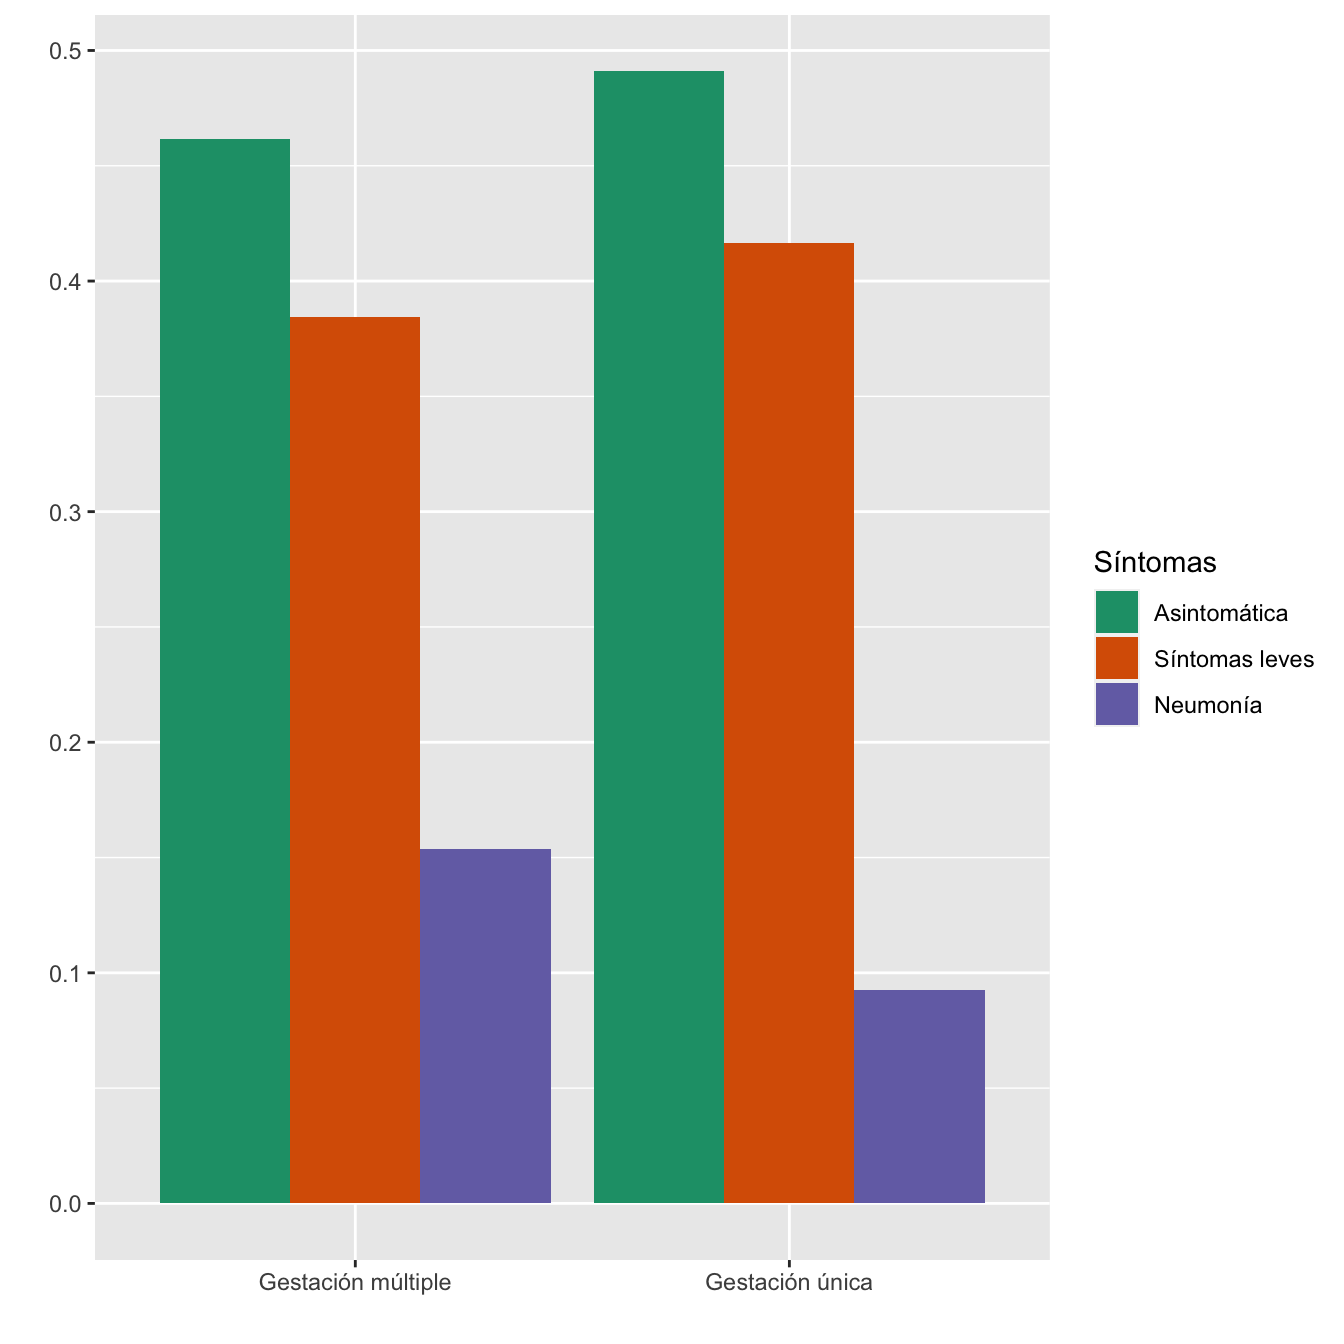 0.5
0.4
0.3
0.2
0.1
0.0
Gestación múltiple
Gestación única
Síntomas
Asintomática
Síntomas leves
Neumonía